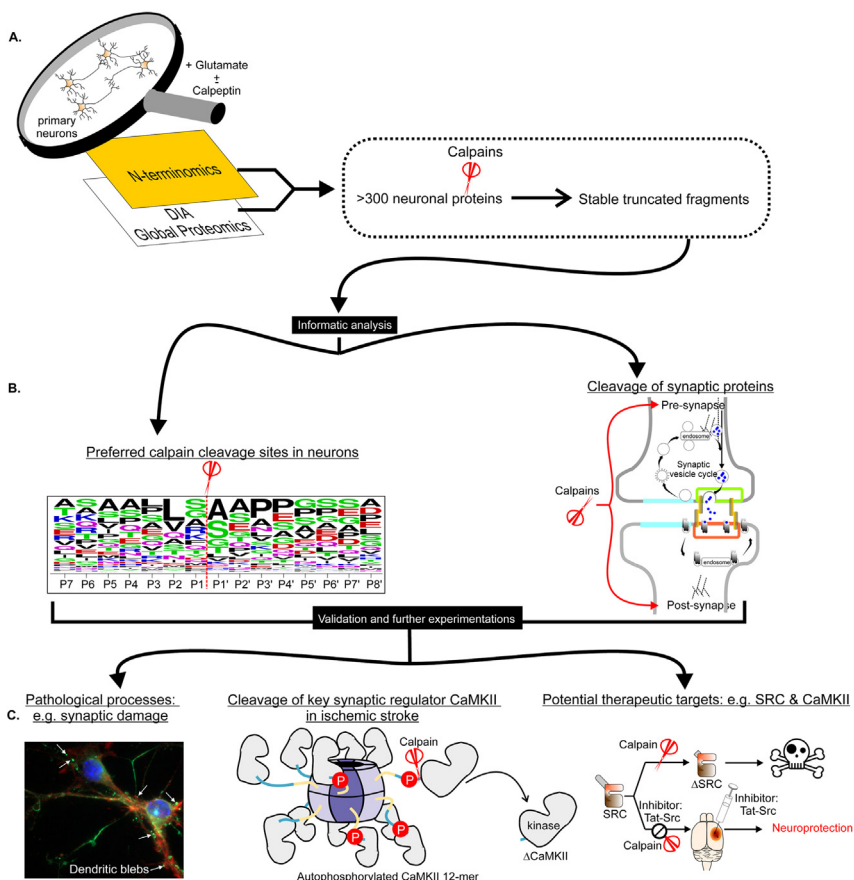 A.
+ Glutamate
±
Calpeptin
primary
neurons
N-terminomics
DIA
Global Proteomics
Calpains
>300 neuronal proteins
Stable truncated fragments
Informatic analysis
B.
Preferred calpain cleavage sites in neurons
P7 P6 P5 P4 P3 P2 P1 P1' P2' P3' P4' P5' P6' P7' P8'
Cleavage of synaptic proteins
Pre-synapse
endosome
Synaptic
vesicle cycle
Calpains
endosome
Post-synapse
Validation and further experimentations
C.
Pathological processes:
e.g. synaptic damage
Dendritic blebs
Cleavage of key synaptic regulator CaMKII
in ischemic stroke
Calpain
P
P
P
P
kinase
ΔCaMKII
Autophosphorylated CaMKII 12-mer
Potential therapeutic targets: e.g. SRC & CaMKII
Calpain
SRC
ΔSRC
Inhibitor:
Tat-Src
Calpain
Inhibitor:
Tat-Src
Neuroprotection